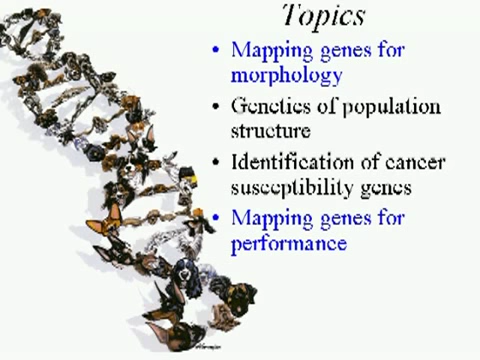 Topics
• Mapping genes for
morphology
• Genetics of population
structure
• Identification of cancer
susceptibility genes
• Mapping genes for
performance